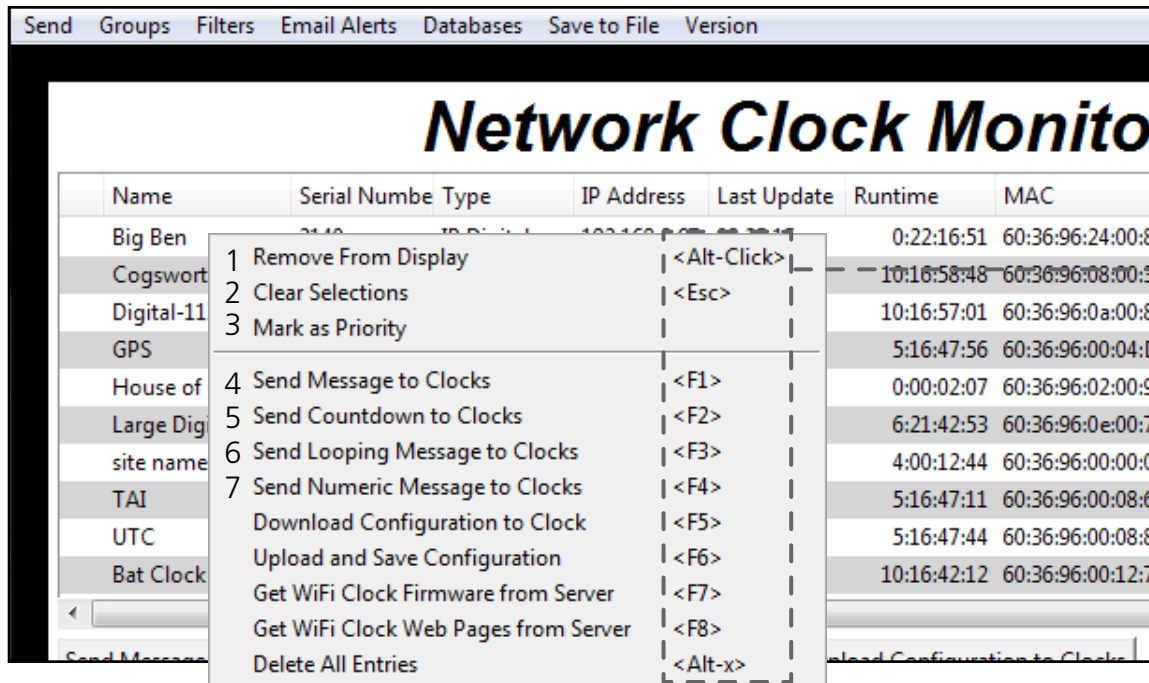 Send Groups Filters Email Alerts Databases Save to File Version
Network Clock Monito
Name Serial Numbe Type IP Address Last Update Runtime MAC
Big Ben 0:22:16:51 60:36:96:24:00:8
Cogswort 10:16:58:48 60:36:96:08:00:
Digital-11 10:16:57:01 60:36:96:0a:00:8
GPS 5:16:47:56 60:36:96:00:04:
House of 0:00:02:07 60:36:96:02:00:9
Large Digi 6:21:42:53 60:36:96:0e:00:7
site name 4:00:12:44 60:36:96:00:00:0
TAI 5:16:47:11 60:36:96:00:08:6
UTC 5:16:47:44 60:36:96:00:08:8
Bat Clock 10:16:42:12 60:36:96:00:12:7
1 Remove From Display <Alt-Click>
2 Clear Selections <Esc>
3 Mark as Priority
4 Send Message to Clocks <F1>
5 Send Countdown to Clocks <F2>
6 Send Looping Message to Clocks <F3>
7 Send Numeric Message to Clocks <F4>
Download Configuration to Clock <F5>
Upload and Save Configuration <F6>
Get WiFi Clock Firmware from Server <F7>
Get WiFi Clock Web Pages from Server <F8>
Delete All Entries <Alt-x>
Send Message nload Configuration to Clocks